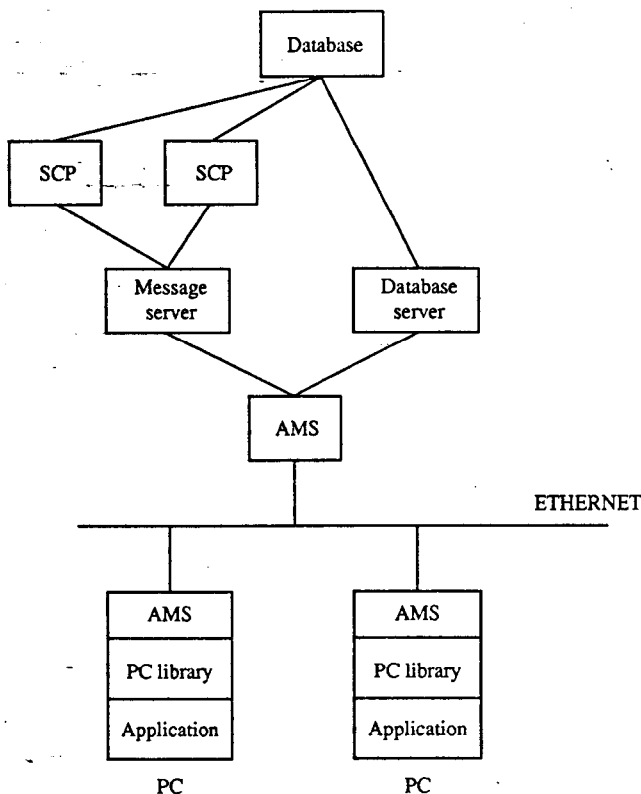 Database
SCP
SCP
Message
server
Database
server
AMS
ETHERNET
AMS
AMS
PC library
PC library
Application
Application
PC
PC